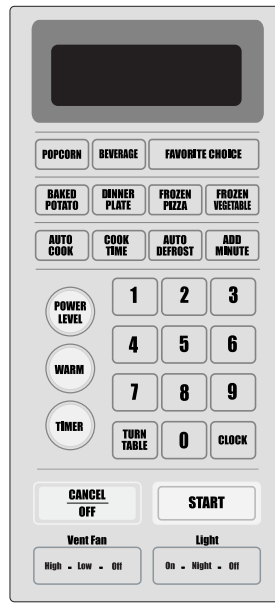 POPCORN BEVERAGE FAVORITE CHOICE
BAKED POTATO DINNER PLATE FROZEN PIZZA FROZEN VEGETABLE
AUTO COOK COOK TIME AUTO DEFROST ADD MINUTE
POWER LEVEL
WARM
TIMER
1 2 3
4 5 6
7 8 9
TURN TABLE 0 CLOCK
CANCEL
OFF
START
Vent Fan
High - Low - Off
Light
On - Night - Off